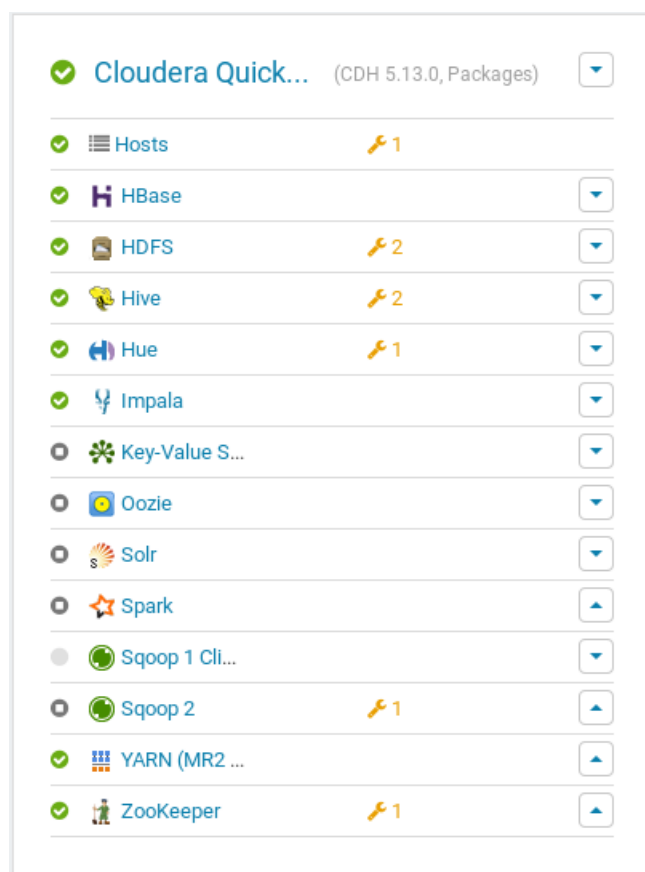 Cloudera Quick... (CDH 5.13.0, Packages)
Hosts 1
HBase
HDFS 2
Hive 2
Hue 1
Impala
Key-Value S...
Oozie
Solr
Spark
Sqoop 1 Cli...
Sqoop 2 1
YARN (MR2 ...
ZooKeeper 1